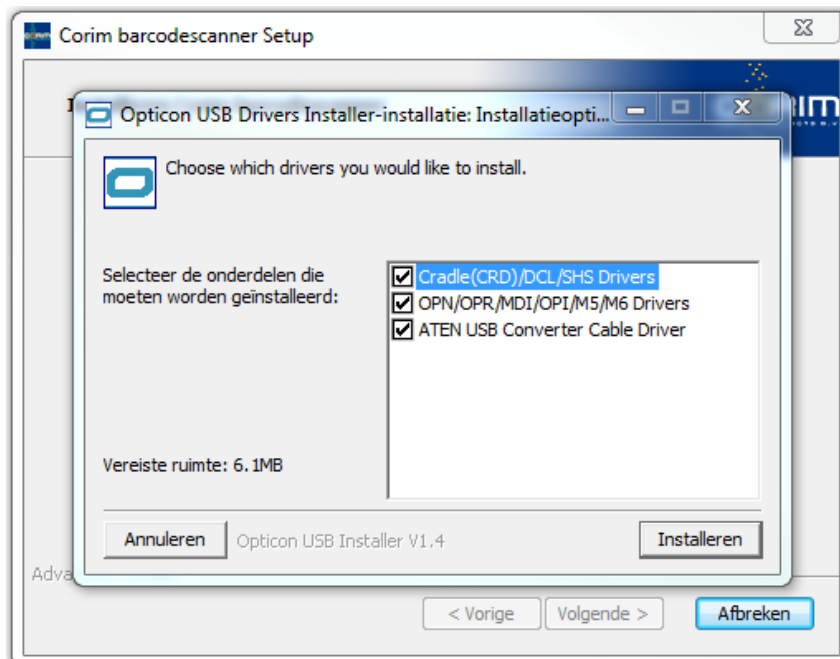 Corim barcodescanner Setup
Opticon USB Drivers Installer-installatie: Installatieopti...
Choose which drivers you would like to install.
Selecteer de onderdelen die
moeten worden geïnstalleerd:
Cradle(CRD)/DCL/SHS Drivers
OPN/OPR/MDI/OPI/M5/M6 Drivers
ATEN USB Converter Cable Driver
Vereiste ruimte: 6.1MB
Annuleren
Opticon USB Installer V1.4
Installeren
Adva
< Vorige
Volgende >
Afbreken